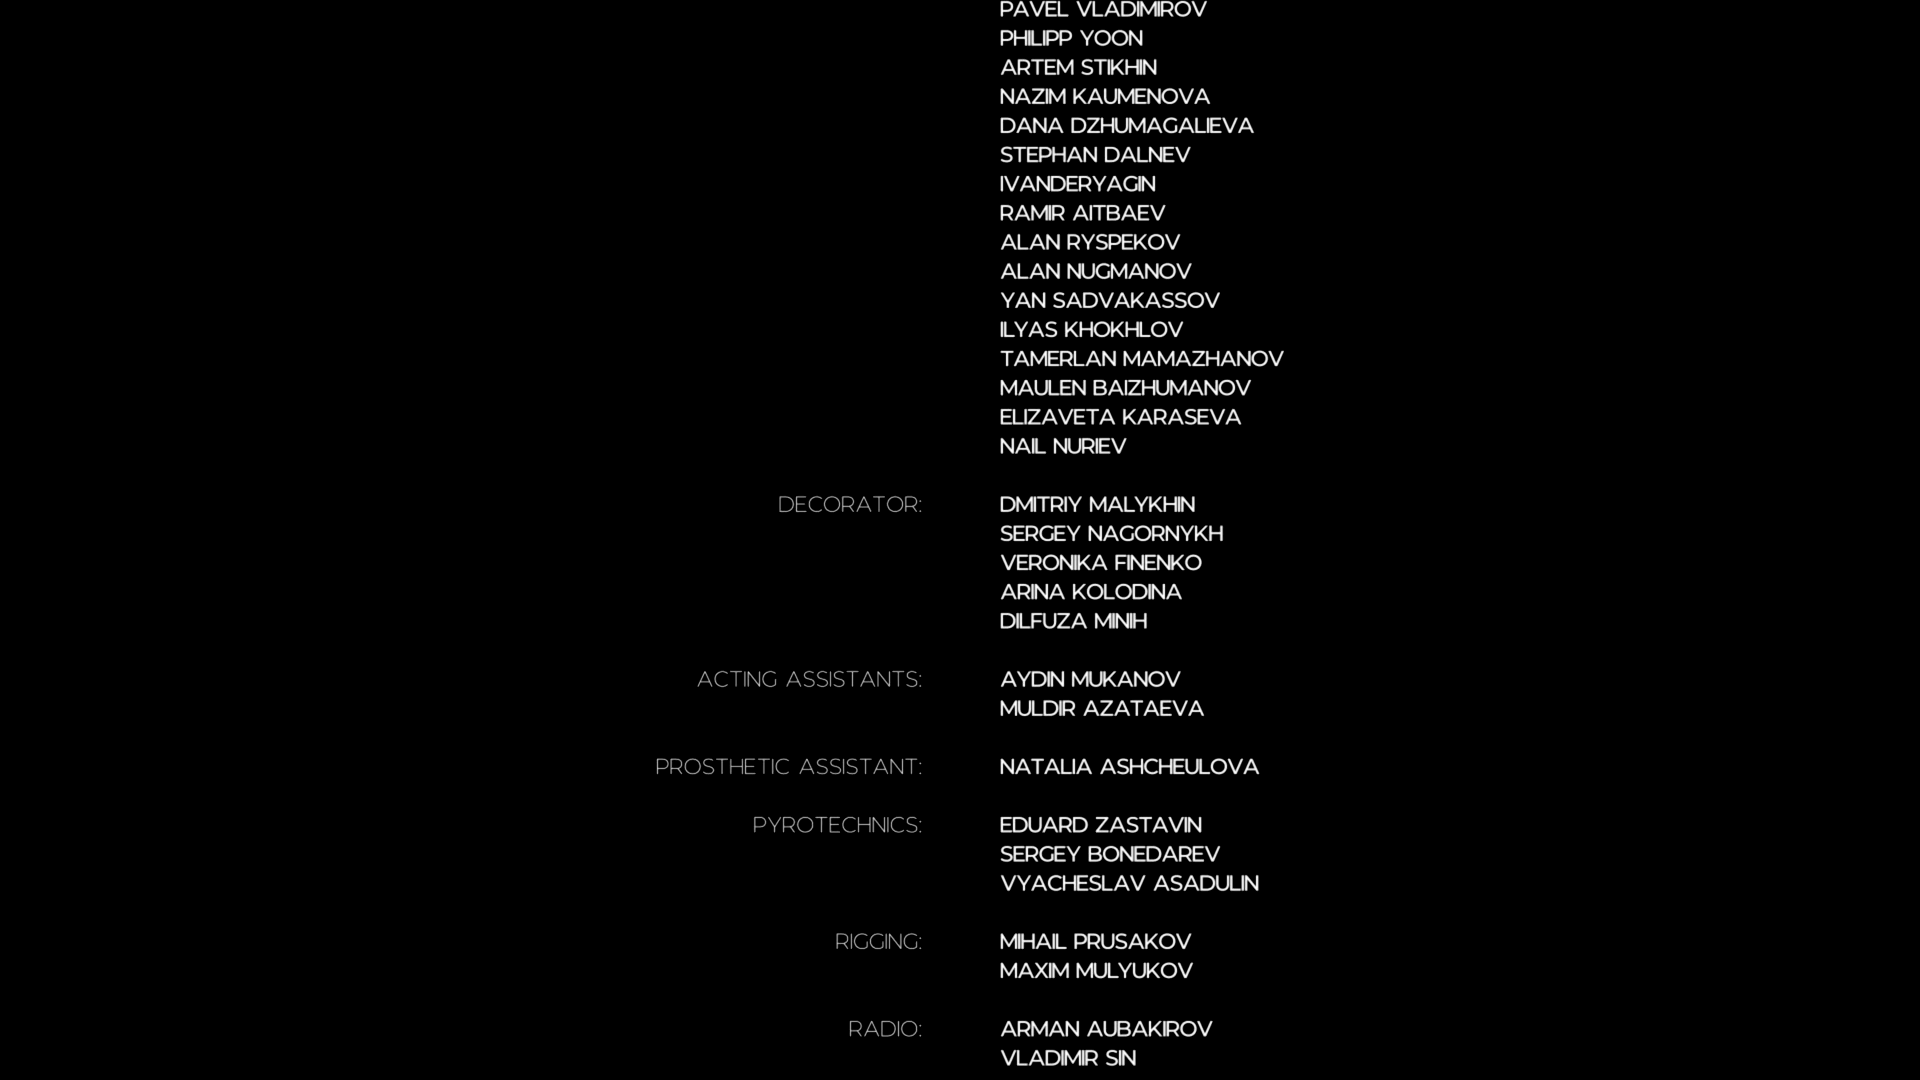 PAVEL VLADIMIROV
PHILIPP YOON
ARTEM STIKHIN
NAZIM KAUMENOVA
DANA DZHUMAGALIEVA
STEPHAN DALNEV
IVANDERYAGIN
RAMIR AITBAEV
ALAN RYSPEKOV
ALAN NUGMANOV
YAN SADVAKASSOV
ILYAS KHOKHLOV
TAMERLAN MAMAZHANOV
MAULEN BAIZHUMANOV
ELIZAVETA KARASEVA
NAIL NURIEV
DECORATOR: DMITRIY MALYKHIN
SERGEY NAGORNYKH
VERONIKA FINENKO
ARINA KOLODINA
DILFUZA MINIH
ACTING ASSISTANTS: AYDIN MUKANOV
MULDIR AZATAEVA
PROSTHETIC ASSISTANT: NATALIA ASHCHEULOVA
PYROTECHNICS: EDUARD ZASTAVIN
SERGEY BONEDAREV
VYACHESLAV ASADULIN
RIGGING: MIHAIL PRUSAKOV
MAXIM MULYUKOV
RADIO: ARMAN AUBAKIROV
VLADIMIR SIN